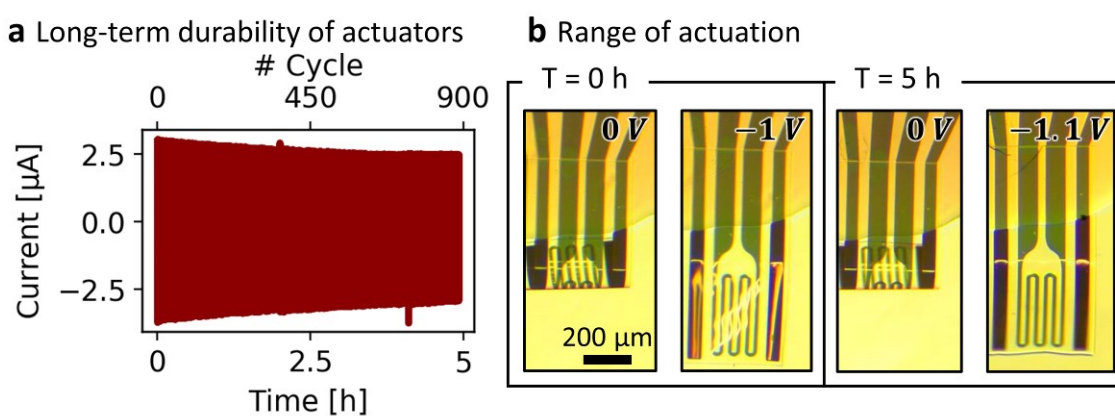 a Long-term durability of actuators
# Cycle
0 450 900
2.5
0.0
−2.5
Current [µA]
0 2.5 5
Time [h]
b Range of actuation
T = 0 h
T = 5 h
0 V
−1 V
0 V
−1.1 V
200 µm